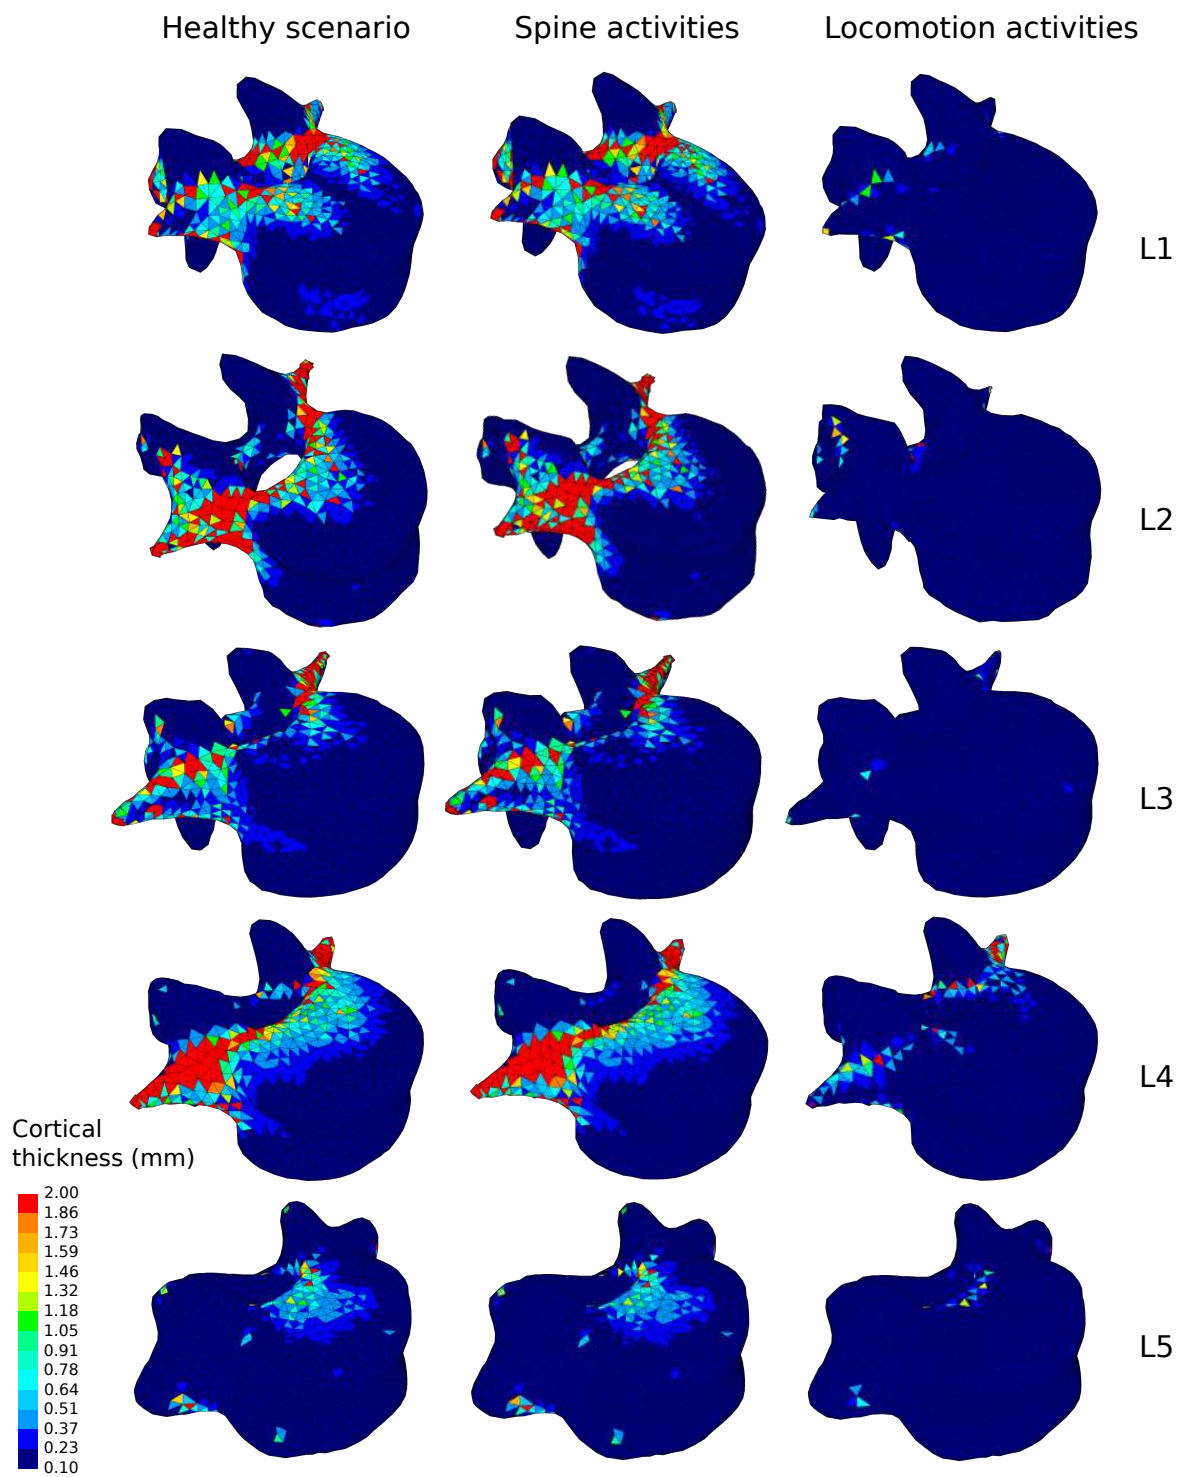 Healthy scenario
Spine activities
Locomotion activities
L1
L2
L3
L4
Cortical
thickness (mm)
2.00
1.86
1.73
1.59
1.46
1.32
1.18
1.05
0.91
0.78
0.64
0.51
0.37
0.23
0.10
L5